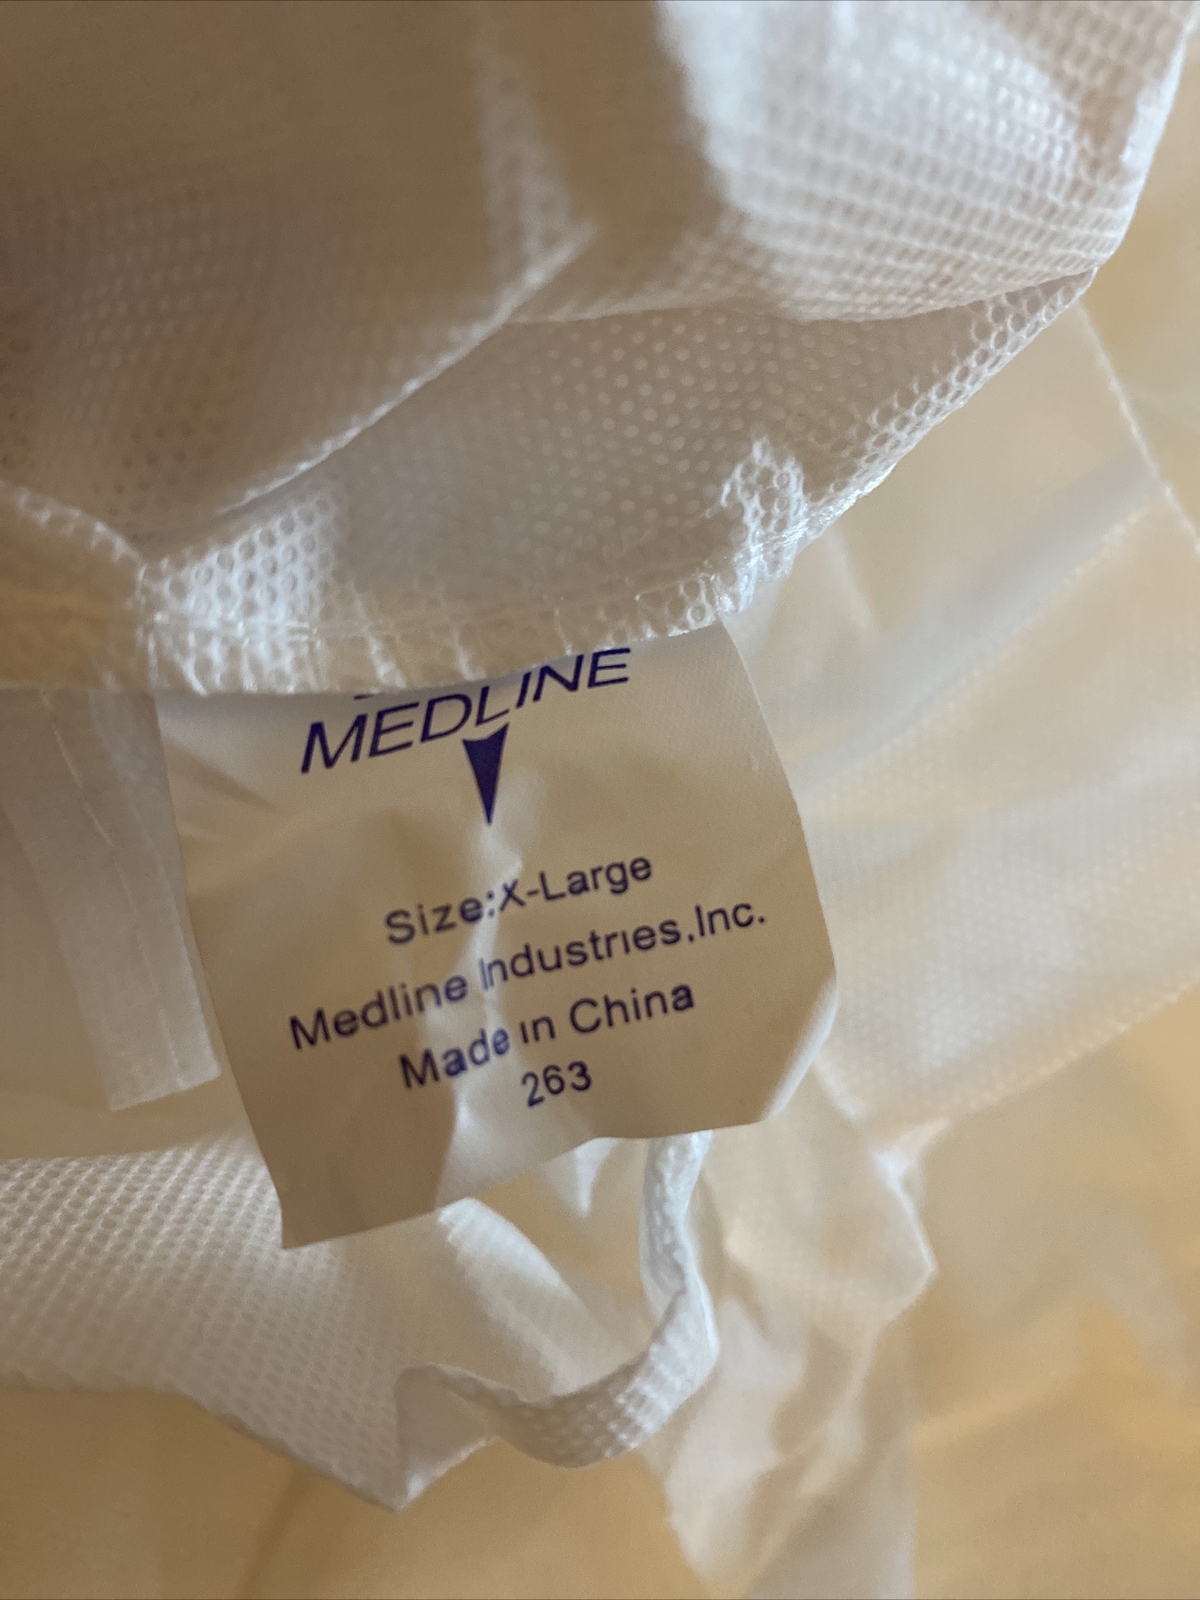 MEDLINE
Size:X-Large
Medline Industries,Inc.
Made in China
263